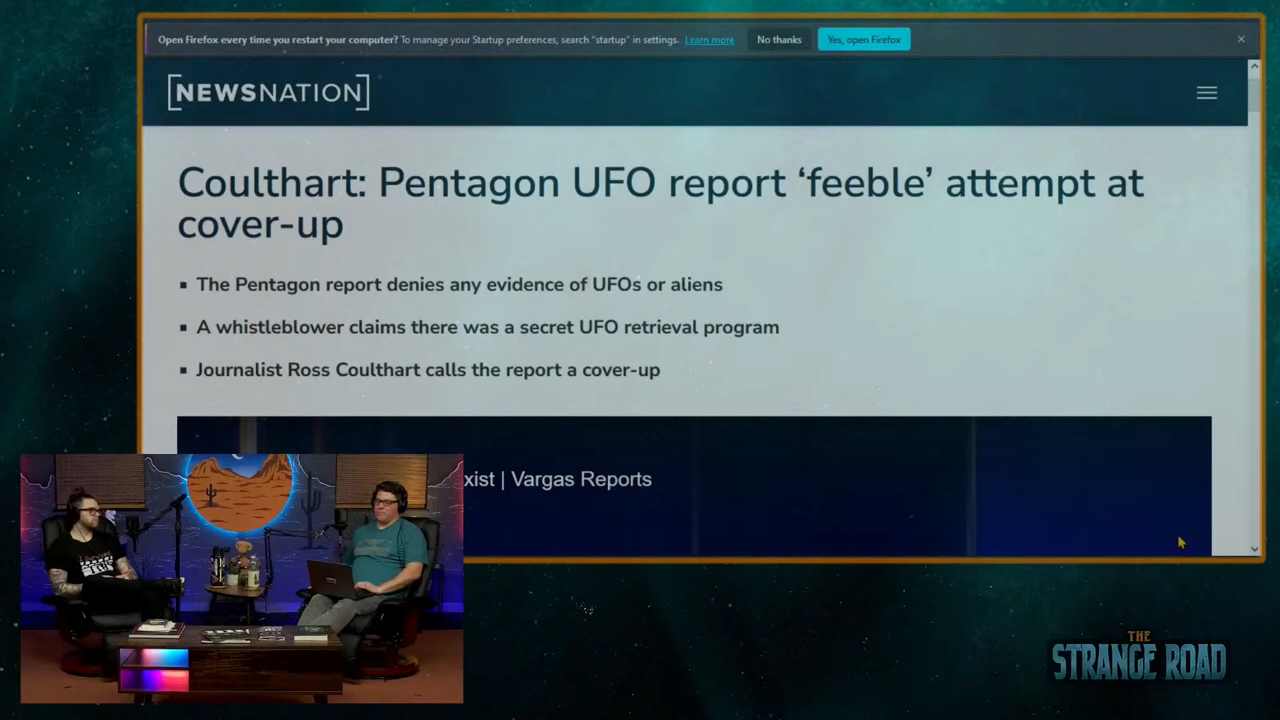 Open Firefox every time you restart your computer? To manage your Startup preferences, search "startup" in settings. Learn more No thanks Yes, open Firefox
[NEWSNATION]
Coulthart: Pentagon UFO report ‘feeble’ attempt at
cover-up
▪ The Pentagon report denies any evidence of UFOs or aliens
▪ A whistleblower claims there was a secret UFO retrieval program
▪ Journalist Ross Coulthart calls the report a cover-up
xist | Vargas Reports
THE
STRANGE ROAD